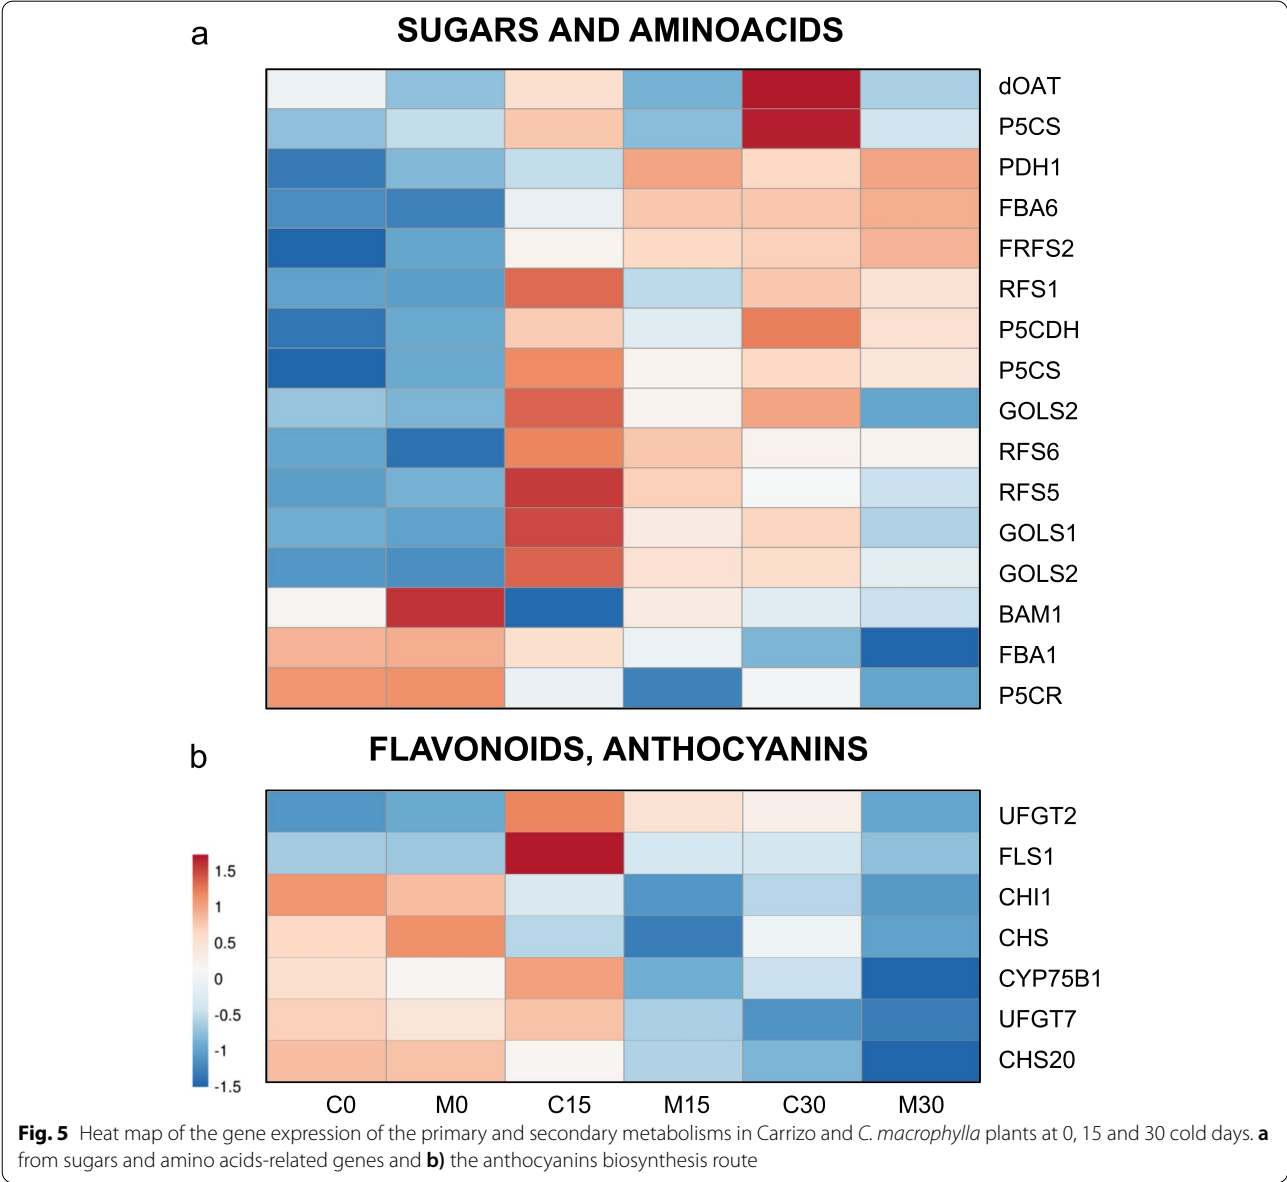 a
SUGARS AND AMINOACIDS
dOAT
P5CS
PDH1
FBA6
FRFS2
RFS1
P5CDH
P5CS
GOLS2
RFS6
RFS5
GOLS1
GOLS2
BAM1
FBA1
P5CR
b
FLAVONOIDS, ANTHOCYANINS
UFGT2
FLS1
CHI1
CHS
CYP75B1
UFGT7
CHS20
1.5
1
0.5
0
-0.5
-1
-1.5
C0 M0 C15 M15 C30 M30
Fig. 5 Heat map of the gene expression of the primary and secondary metabolisms in Carrizo and C. macrophylla plants at 0, 15 and 30 cold days. a
from sugars and amino acids-related genes and b) the anthocyanins biosynthesis route